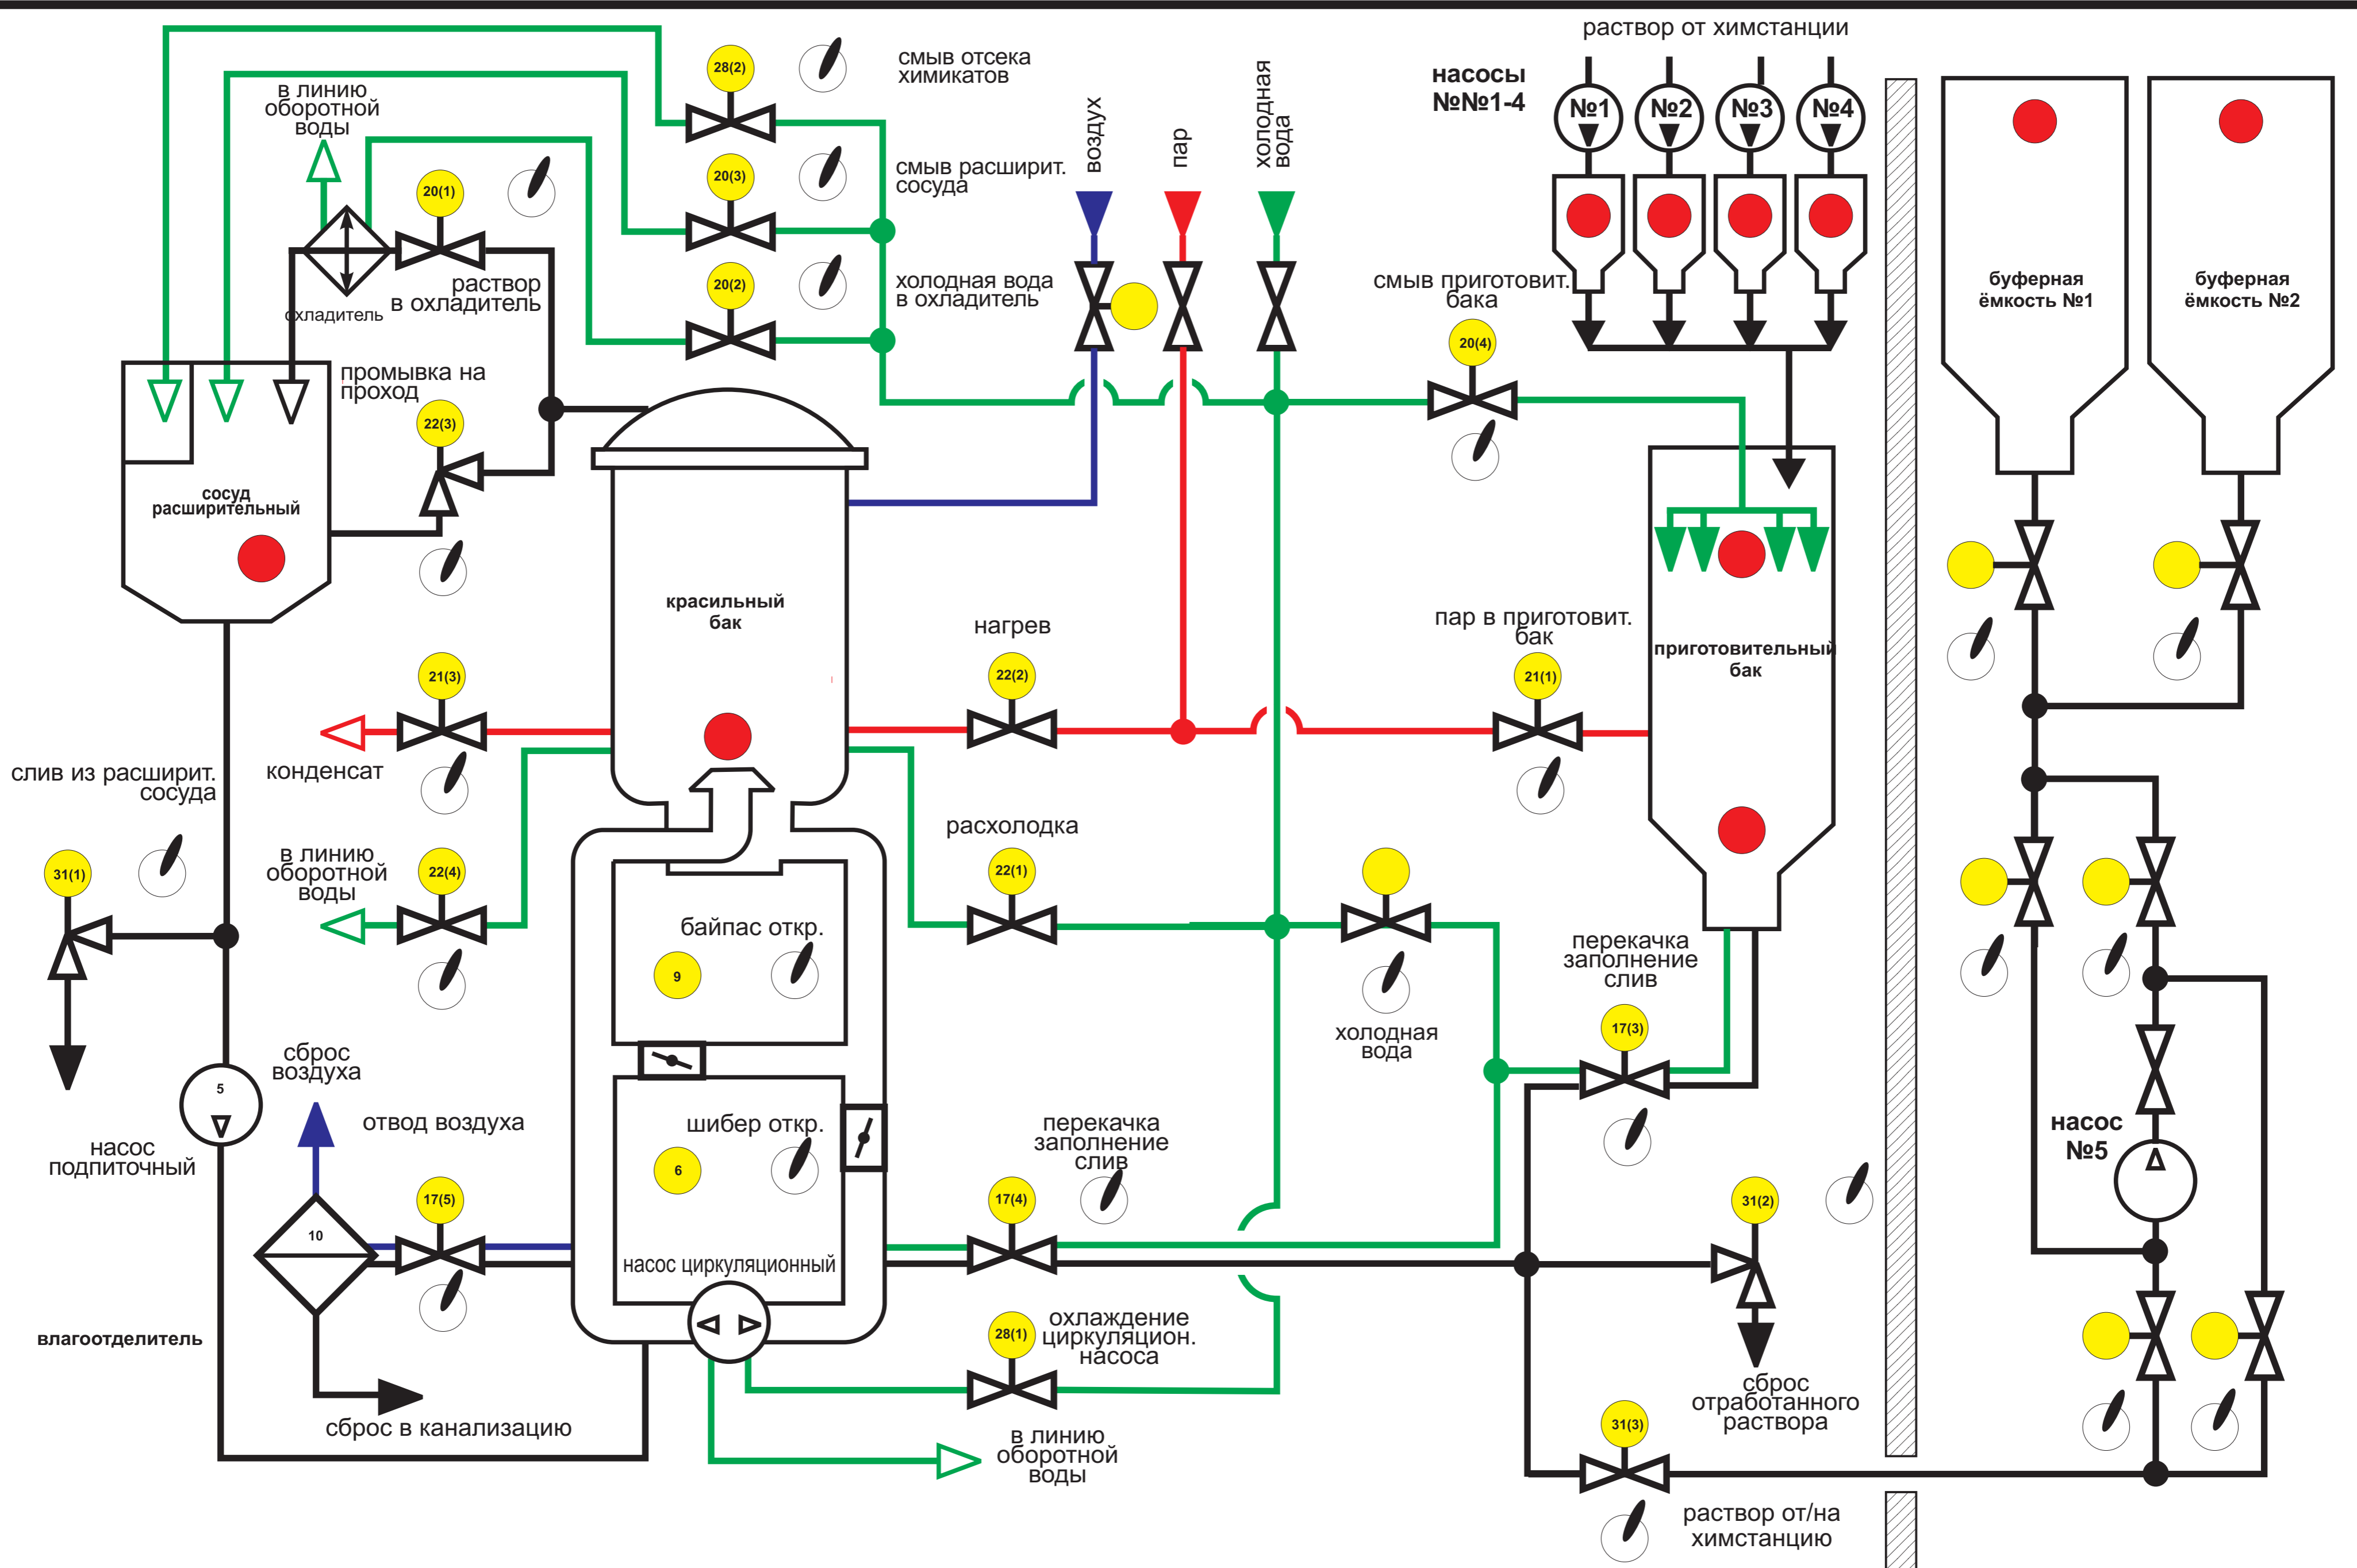 раствор от химстанции
28(2)
смыв отсека
химикатов
насосы
№№1-4
№1
№2
№3
№4
в линию
оборотной
воды
20(1)
20(3)
смыв расширит.
сосуда
воздух
пар
холодная
вода
раствор
в охладитель
охладитель
20(2)
холодная вода
в охладитель
смыв приготовит.
бака
20(4)
буферная
ёмкость №1
буферная
ёмкость №2
промывка на
проход
22(3)
сосуд
расширительный
красильный
бак
нагрев
22(2)
пар в приготовит.
бак
21(1)
приготовительный
бак
21(3)
конденсат
слив из расширит.
сосуда
31(1)
в линию
оборотной
воды
22(4)
расхолодка
22(1)
байпас откр.
9
холодная
вода
перекачка
заполнение
слив
17(3)
сброс
воздуха
5
насос
подпиточный
отвод воздуха
17(5)
10
шибер откр.
6
насос циркуляционный
перекачка
заполнение
слив
17(4)
насос
№5
31(2)
влагоотделитель
сброс в канализацию
28(1)
охлаждение
циркуляцион.
насоса
в линию
оборотной
воды
сброс
отработанного
раствора
31(3)
раствор от/на
химстанцию